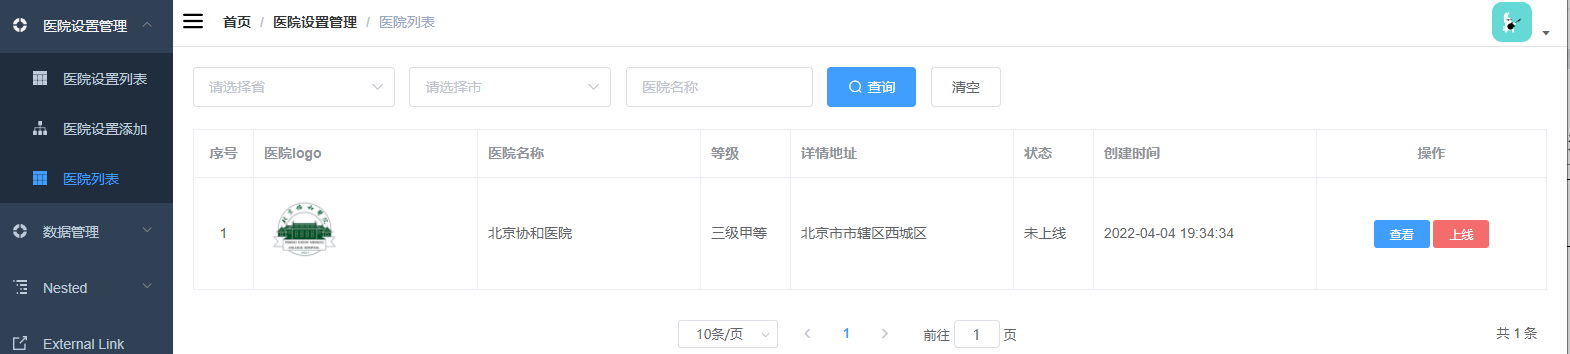 医院设置管理
医院设置列表
医院设置添加
医院列表
数据管理
Nested
External Link
首页 / 医院设置管理 / 医院列表
请选择省 请选择市 医院名称 查询 清空
序号 医院logo 医院名称 等级 详情地址 状态 创建时间 操作
1 北京协和医院 三级甲等 北京市市辖区西城区 未上线 2022-04-04 19:34:34 查看 上线
10条/页 1 前往 1 页 共 1 条